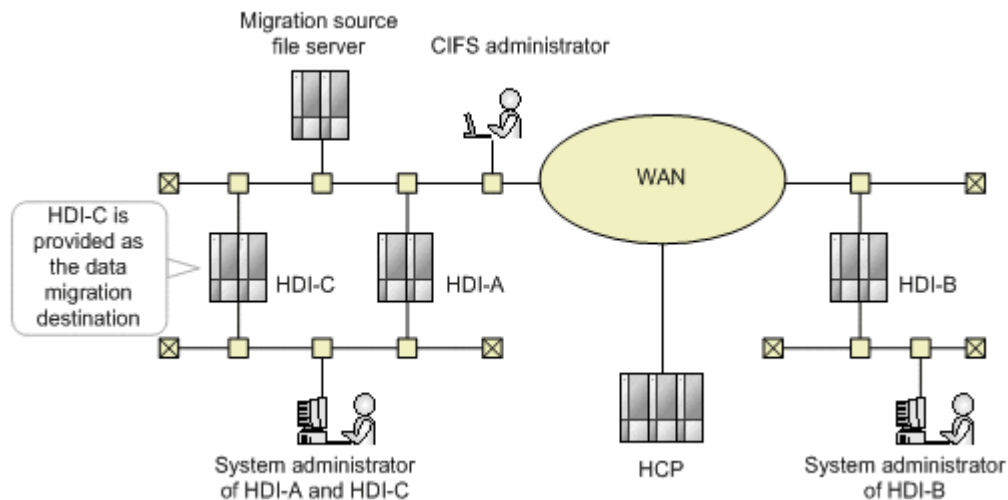 Migration source
file server
CIFS administrator
WAN
HDI-C is
provided as
the data
migration
destination
HDI-C
HDI-A
HDI-B
System administrator
of HDI-A and HDI-C
HCP
System administrator
of HDI-B